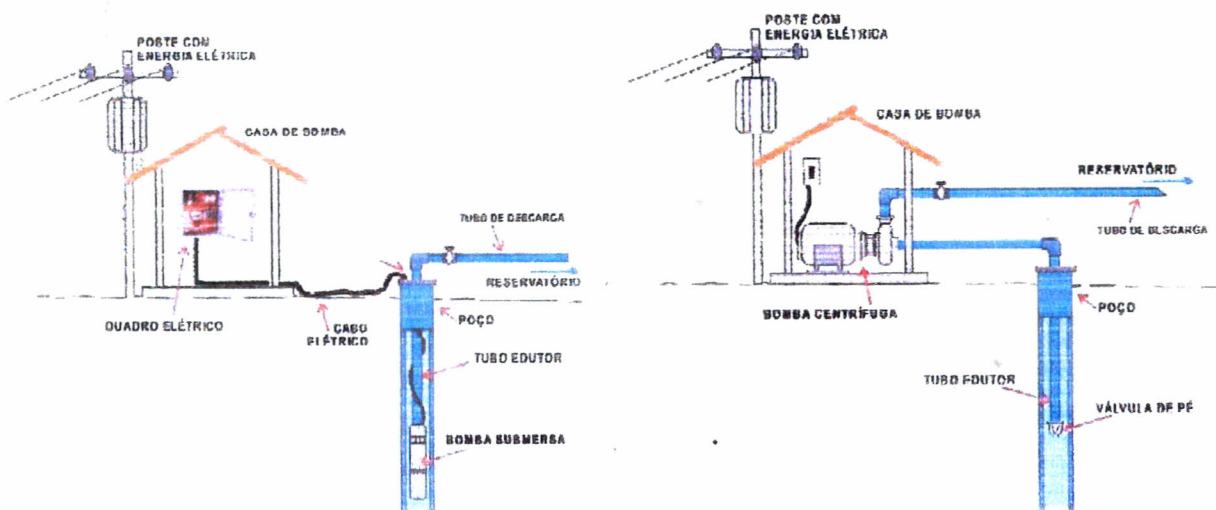 POSTE COM
ENERGIA ELÉTRICA
CASA DE BOMBA
TUBO DE DESCARGA
RESERVATÓRIO
QUADRO ELÉTRICO
CABO
ELÉTRICO
POÇO
TUBO EDUTOR
BOMBA SUBMERSA
POSTE COM
ENERGIA ELÉTRICA
CASA DE BOMBA
RESERVATÓRIO
TUBO DE DESCARGA
BOMBA CENTRÍFUGA
POÇO
TUBO EDUTOR
VÁLVULA DE PÉ